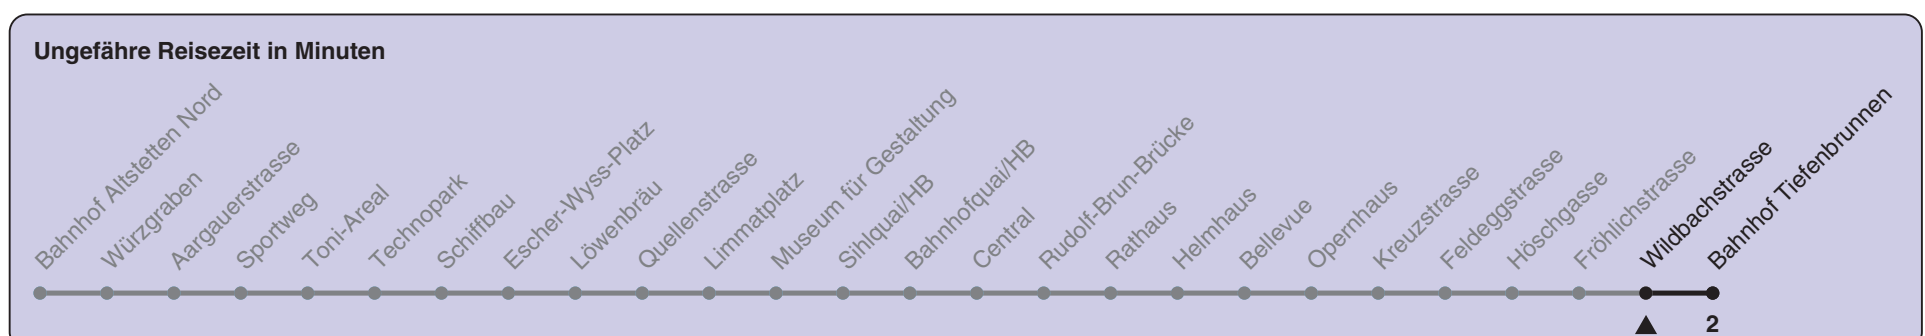 Ungefähre Reisezeit in Minuten
Bahnhof Altstetten Nord
Würzgraben
Aargauerstrasse
Sportweg
Toni-Areal
Technopark
Schiffbau
Escher-Wyss-Platz
Löwenbräu
Quellenstrasse
Limmatplatz
Museum für Gestaltung
Sihlquai/HB
Bahnhofquai/HB
Central
Rudolf-Brun-Brücke
Rathaus
Helmhaus
Bellevue
Opernhaus
Kreuzstrasse
Feldeggstrasse
Höschgasse
Fröhlichstrasse
Wildbachstrasse
Bahnhof Tiefenbrunnen
2